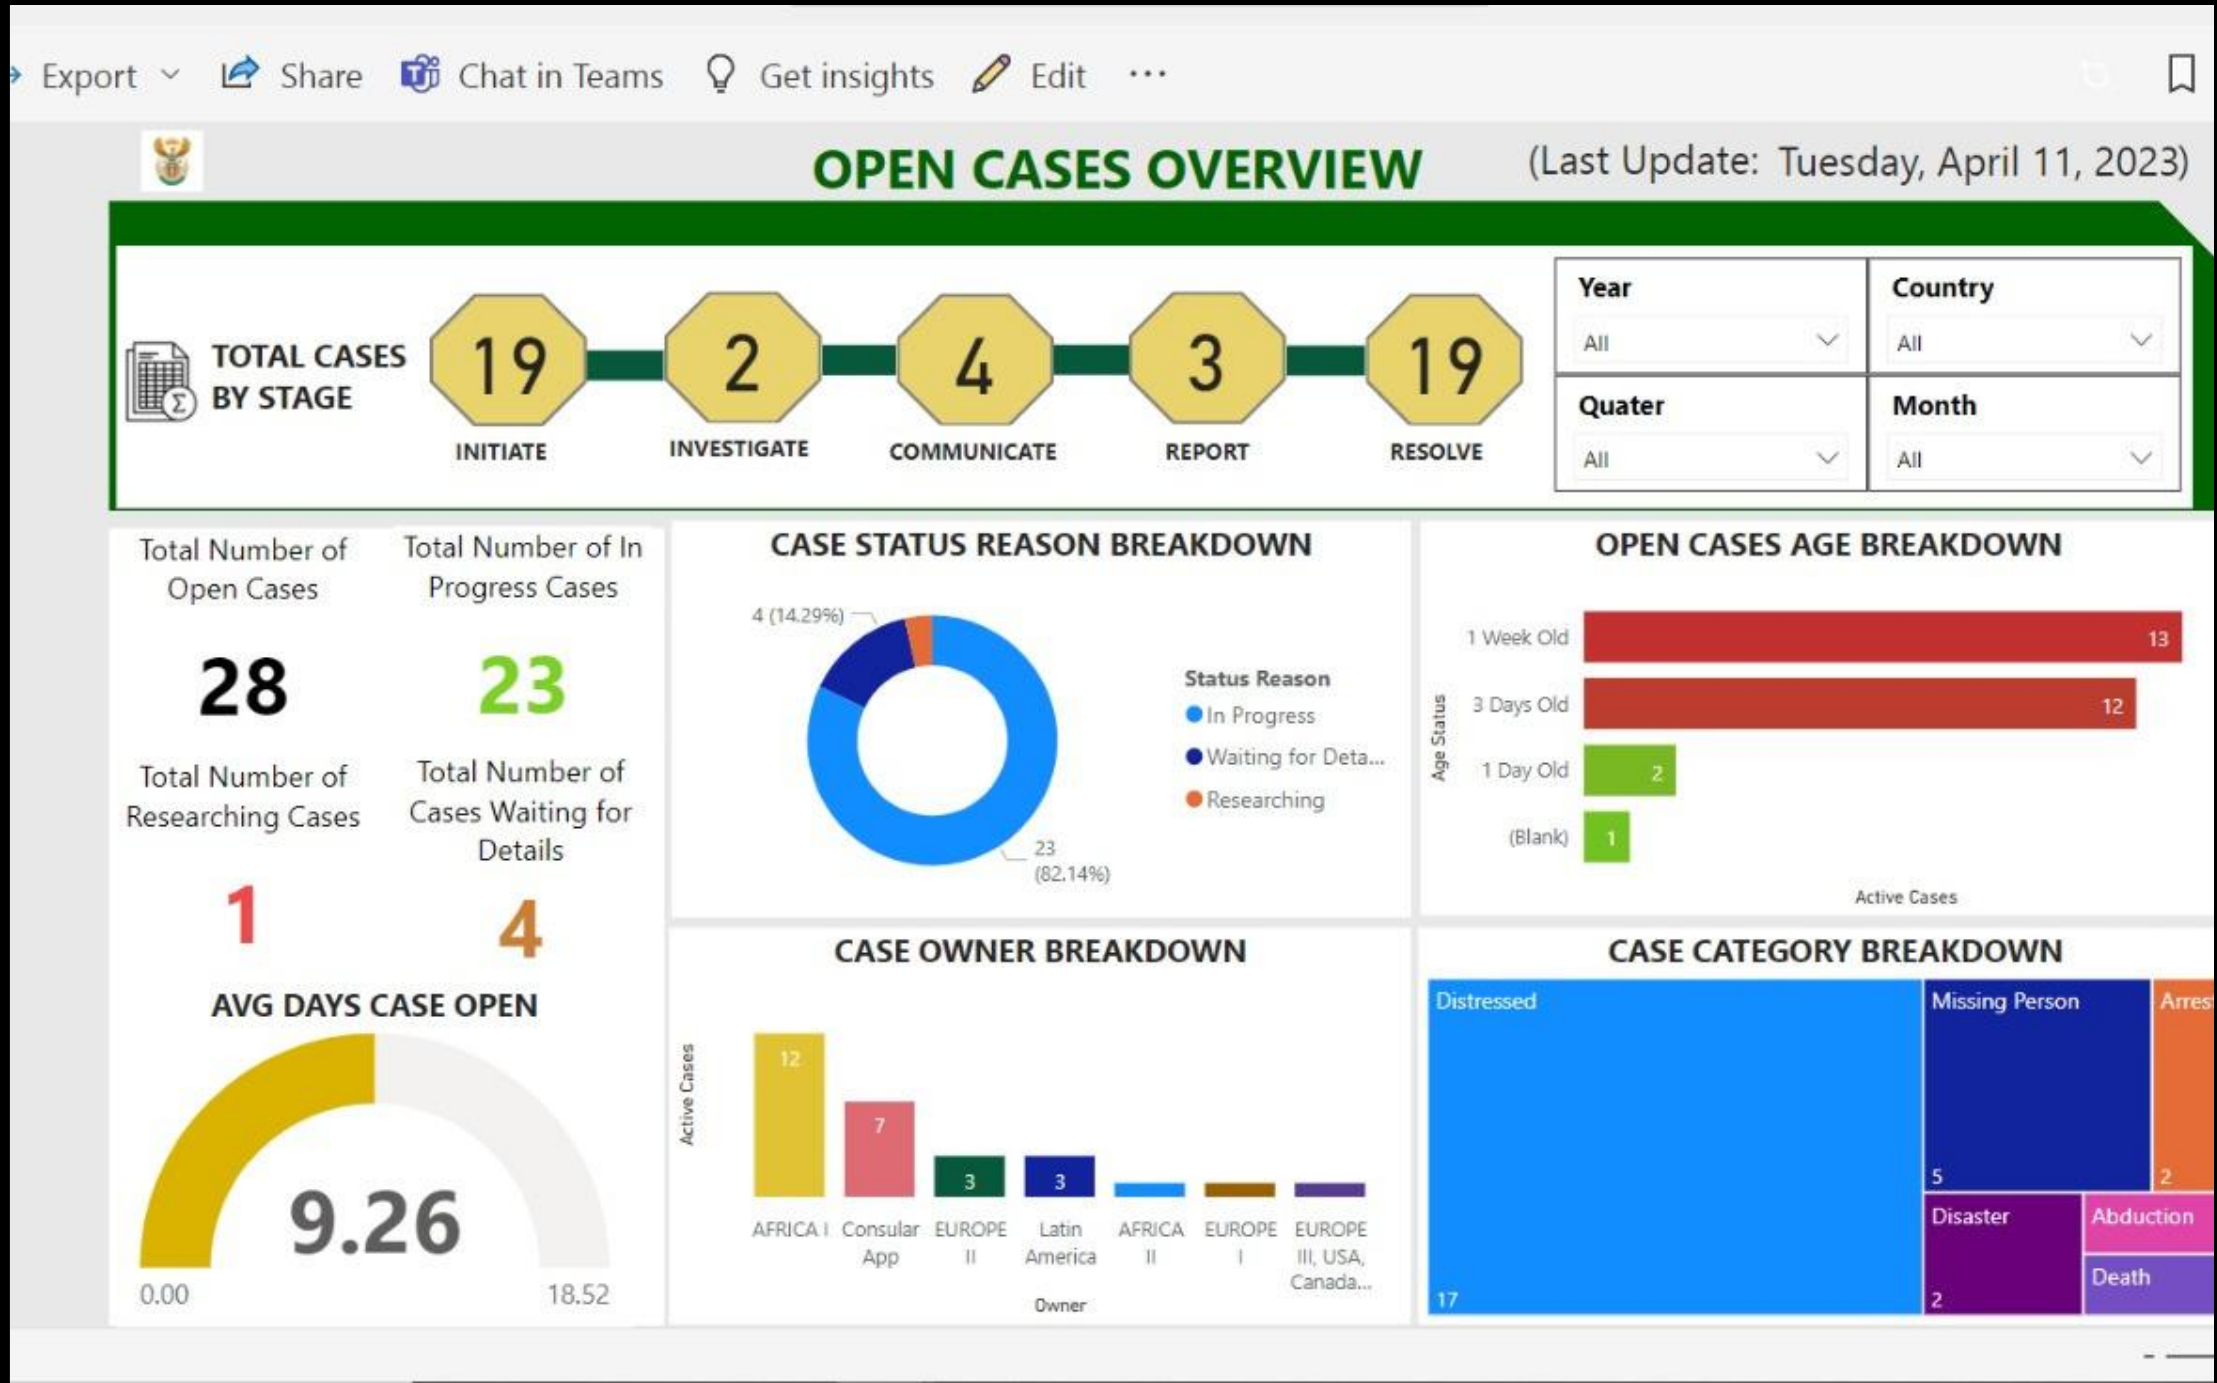 Export
Share
Chat in Teams
Get insights
Edit
OPEN CASES OVERVIEW
(Last Update: Tuesday, April 11, 2023)
TOTAL CASES
BY STAGE
19
INITIATE
2
INVESTIGATE
4
COMMUNICATE
3
REPORT
19
RESOLVE
Year
All
Country
All
Quater
All
Month
All
Total Number of
Open Cases
28
Total Number of In
Progress Cases
23
Total Number of
Researching Cases
1
Total Number of
Cases Waiting for
Details
4
AVG DAYS CASE OPEN
9.26
0.00
18.52
CASE STATUS REASON BREAKDOWN
4 (14.29%)
23
(82.14%)
Status Reason
In Progress
Waiting for Deta...
Researching
OPEN CASES AGE BREAKDOWN
Age Status
1 Week Old
13
3 Days Old
12
1 Day Old
2
(Blank)
1
Active Cases
CASE OWNER BREAKDOWN
Active Cases
12
7
3
3
AFRICA I
Consular
App
EUROPE
II
Latin
America
AFRICA
II
EUROPE
I
EUROPE
III, USA,
Canada...
Owner
CASE CATEGORY BREAKDOWN
Distressed
17
Missing Person
5
Arres
2
Disaster
2
Abduction
Death